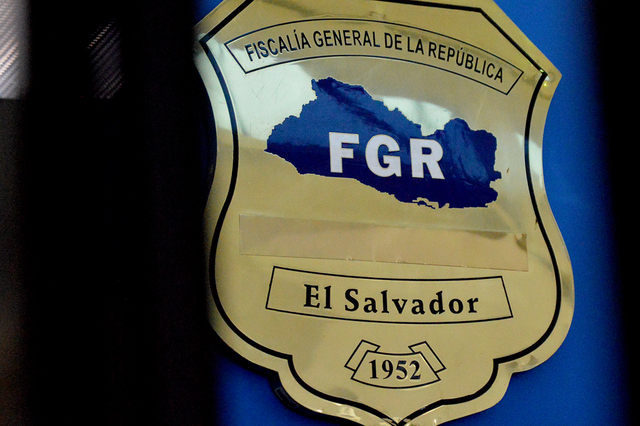 FISCALÍA GENERAL DE LA REPÚBLICA
FGR
El Salvador
1952